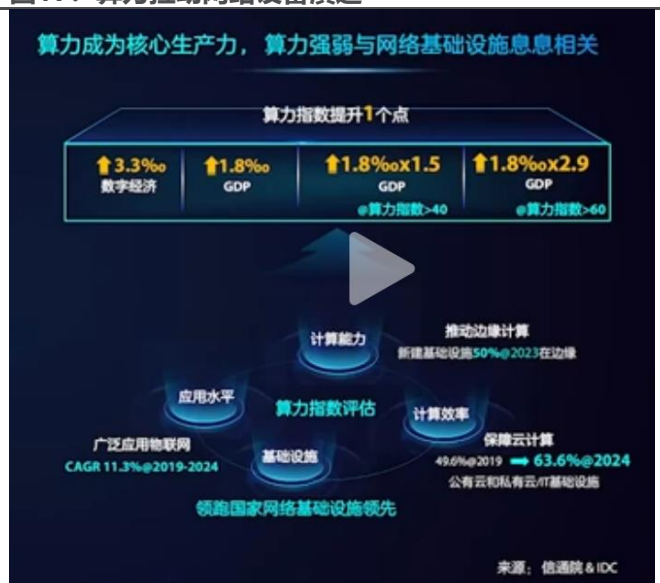 算力成为核心生产力，算力强弱与网络基础设施息息相关
算力指数提升1个点
3.3‰
数字经济
1.8‰
GDP
1.8‰x1.5
GDP
@算力指数>40
1.8‰x2.9
GDP
@算力指数>60
计算能力
推动边缘计算
新建基础设施50%@2023在边缘
应用水平
算力指数评估
计算效率
广泛应用物联网
CAGR 11.3%@2019-2024
基础设施
保障云计算
49.6%@2019 ➡ 63.6%@2024
公有云和私有云/IT基础设施
领跑国家网络基础设施领先
来源：信通院&IDC